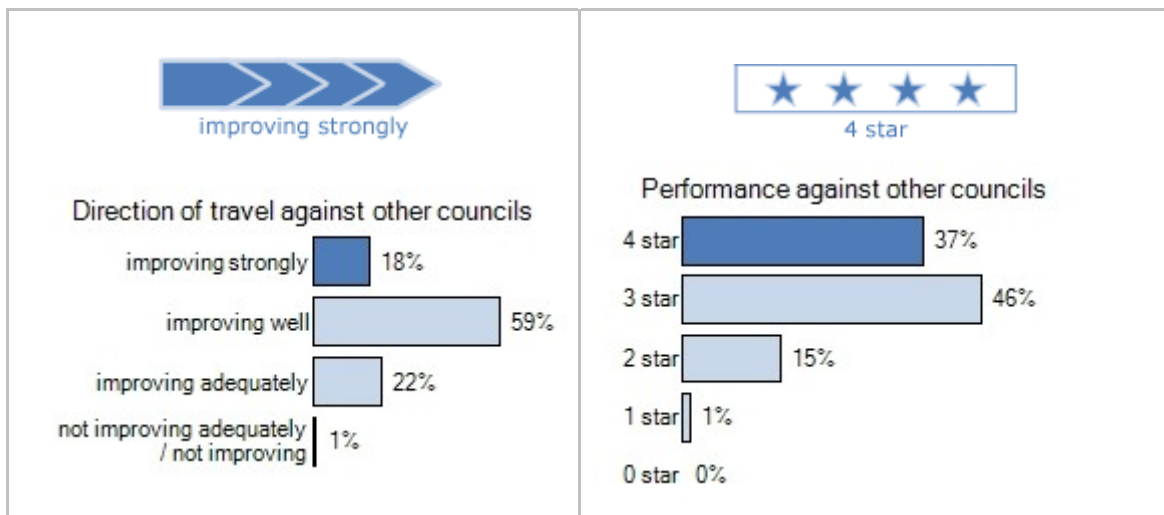 improving strongly
Direction of travel against other councils
improving strongly 18%
improving well 59%
improving adequately 22%
not improving adequately
/ not improving 1%
4 star
Performance against other councils
4 star 37%
3 star 46%
2 star 15%
1 star 1%
0 star 0%